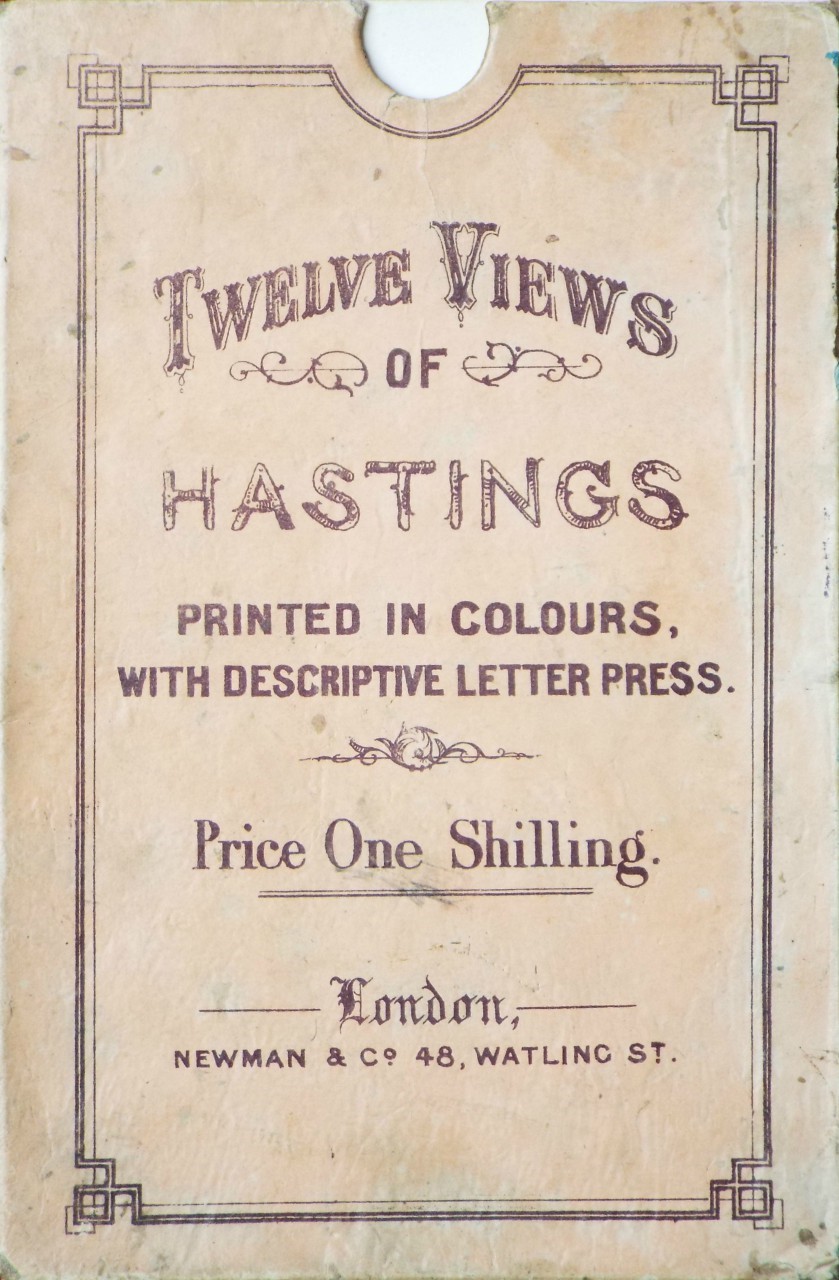 Twelve Views
OF
HASTINGS
PRINTED IN COLOURS,
WITH DESCRIPTIVE LETTER PRESS.
Price One Shilling.
London,
NEWMAN & Co 48, WATLING ST.